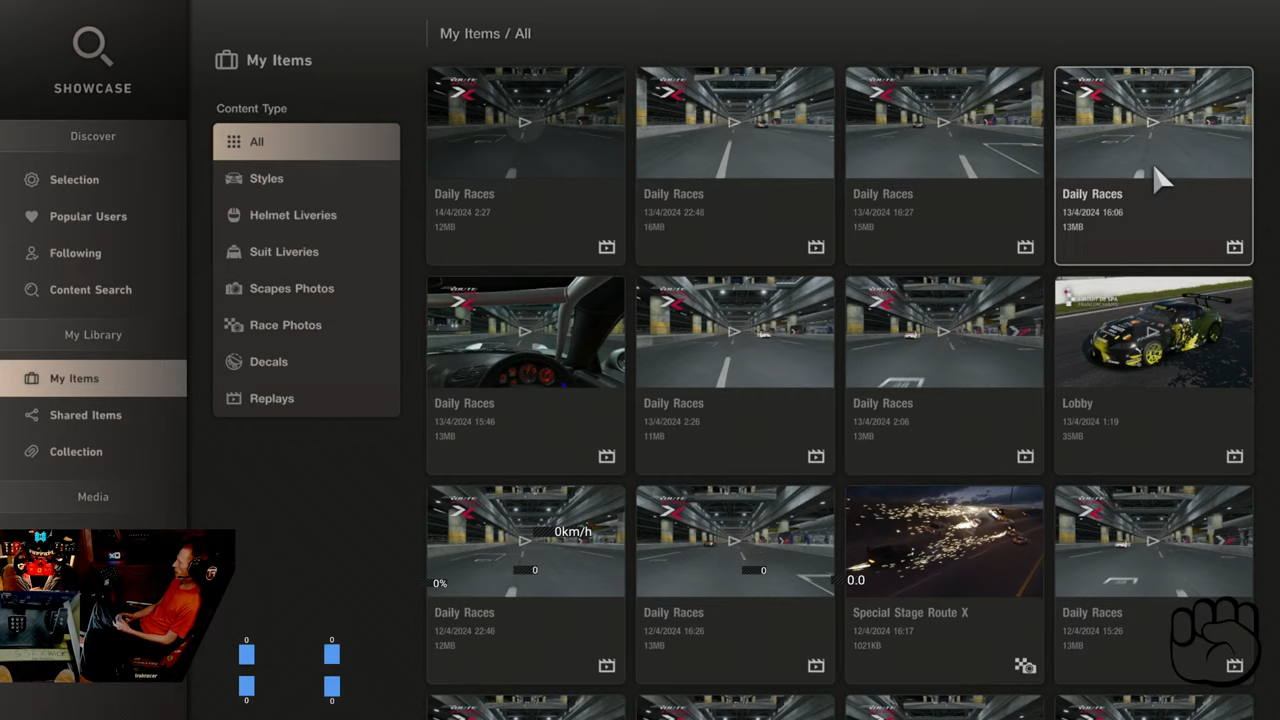 SHOWCASE
Discover
Selection
Popular Users
Following
Content Search
My Library
My Items
Shared Items
Collection
Media
My Items
Content Type
All
Styles
Helmet Liveries
Suit Liveries
Scapes Photos
Race Photos
Decals
Replays
My Items / All
Daily Races
14/4/2024 2:27
12MB
Daily Races
13/4/2024 22:48
16MB
Daily Races
13/4/2024 16:27
15MB
Daily Races
13/4/2024 16:06
13MB
Daily Races
13/4/2024 15:46
13MB
Daily Races
13/4/2024 2:26
11MB
Daily Races
13/4/2024 2:06
13MB
Lobby
13/4/2024 1:19
35MB
0km/h
0
0
0%
0.0
Daily Races
12/4/2024 22:46
12MB
Daily Races
12/4/2024 16:26
13MB
Special Stage Route X
12/4/2024 16:17
1021KB
Daily Races
12/4/2024 15:26
13MB
trakracer
0
0
0
0